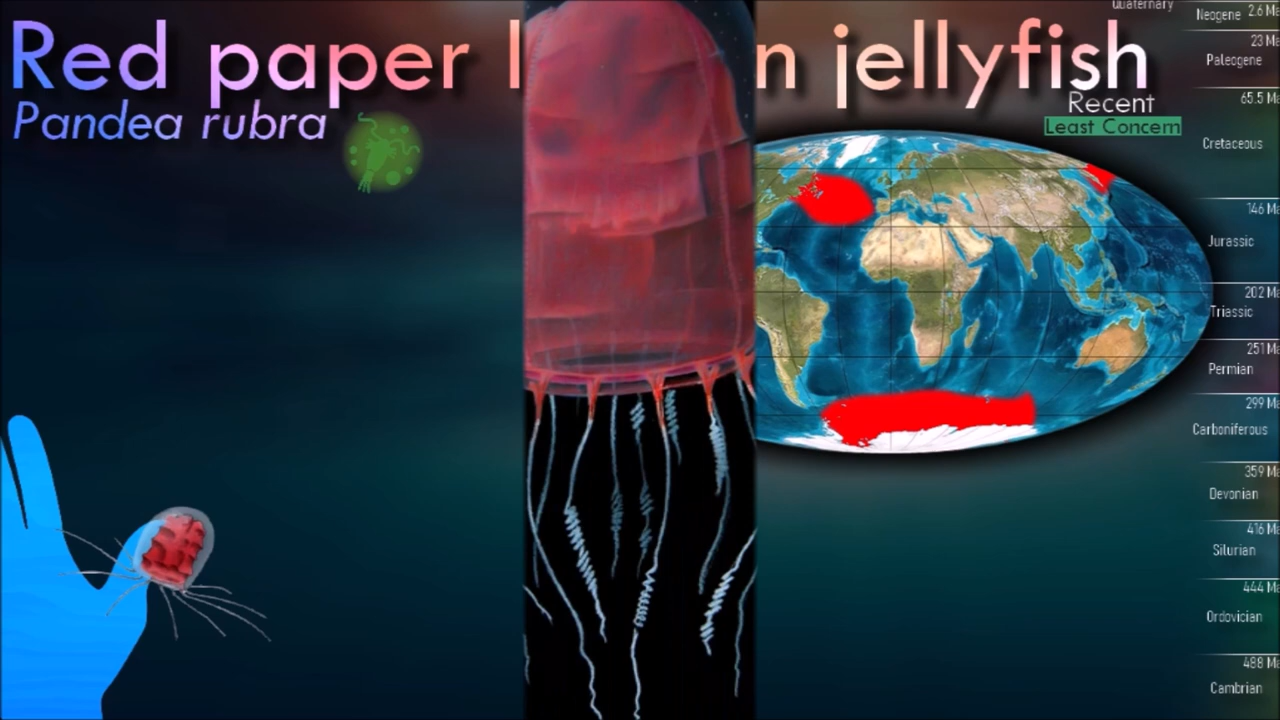 Red paper l n jellyfish
Pandea rubra
Recent
Least Concern
Quaternary
Neogene 2.6 Ma
23 Ma
Paleogene
65.5 Ma
Cretaceous
146 Ma
Jurassic
202 Ma
Triassic
251 Ma
Permian
299 Ma
Carboniferous
359 Ma
Devonian
416 Ma
Silurian
444 Ma
Ordovician
488 Ma
Cambrian